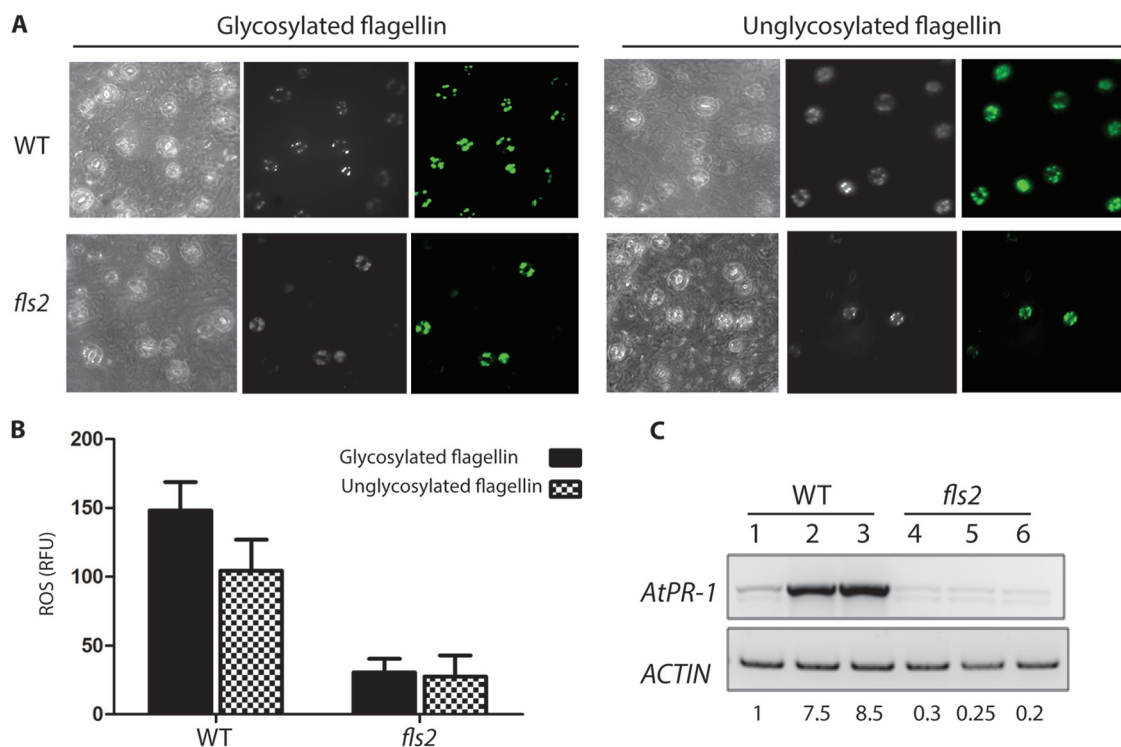 A
Glycosylated flagellin
Unglycosylated flagellin
WT
fls2
B
200
150
100
50
0
ROS (RFU)
Glycosylated flagellin
Unglycosylated flagellin
WT
fls2
C
WT
fls2
1 2 3 4 5 6
AtPR-1
ACTIN
1 7.5 8.5 0.3 0.25 0.2